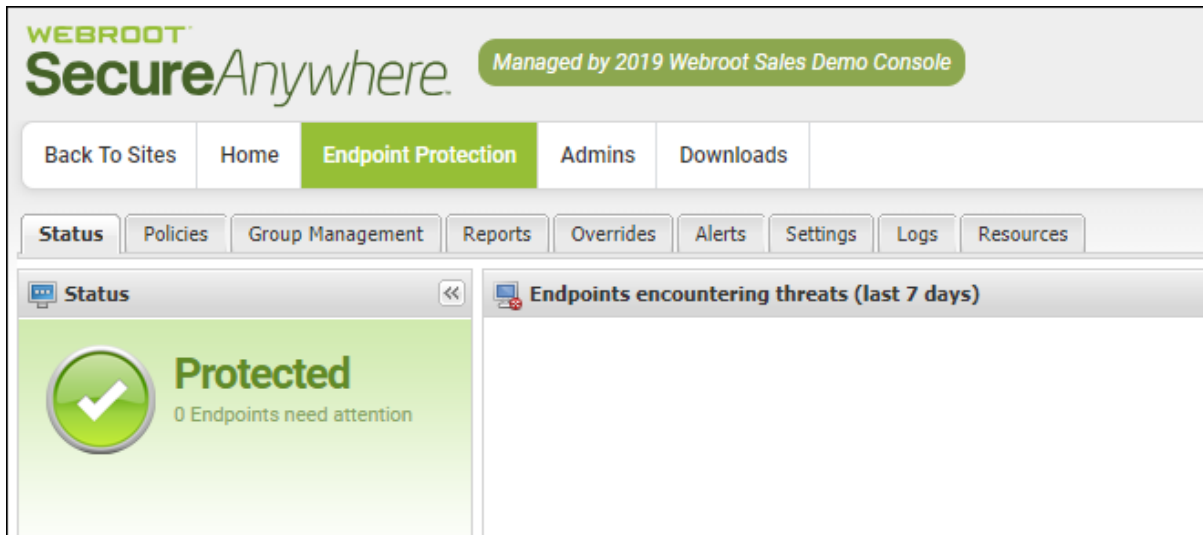 WEBROOT
SecureAnywhere.
Managed by 2019 Webroot Sales Demo Console
Back To Sites Home Endpoint Protection Admins Downloads
Status Policies Group Management Reports Overrides Alerts Settings Logs Resources
Status
Endpoints encountering threats (last 7 days)
Protected
0 Endpoints need attention